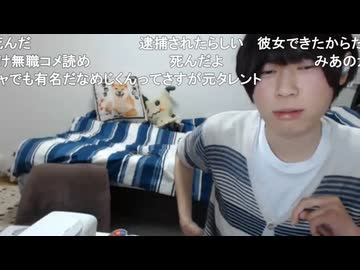 死んだ　逮捕されたらしい　彼女できたからだ
け無職コメ読め　死んだよ　みあの
ャでも有名だなめじくんってさすが元タレント